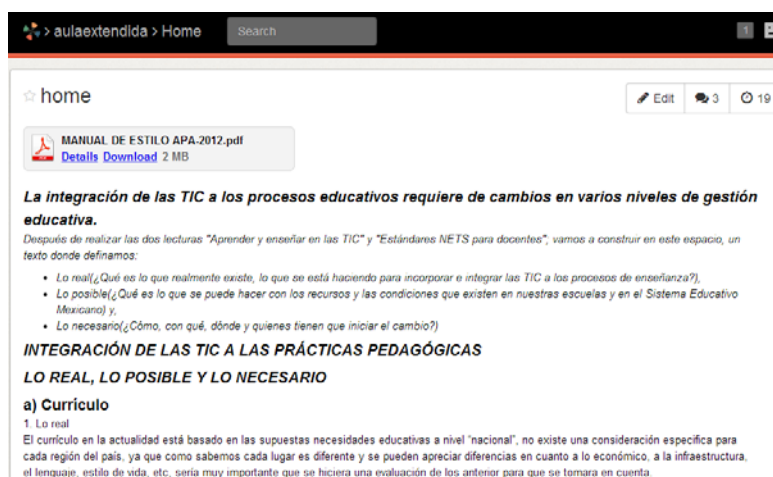 > aulaextendida > Home Search 1
home Edit 3 19
MANUAL DE ESTILO APA-2012.pdf
Details Download 2 MB
La integración de las TIC a los procesos educativos requiere de cambios en varios niveles de gestión
educativa.
Después de realizar las dos lecturas "Aprender y enseñar en las TIC" y "Estándares NETS para docentes", vamos a construir en este espacio, un
texto donde definamos:
• Lo real(¿Qué es lo que realmente existe, lo que se está haciendo para incorporar e integrar las TIC a los procesos de enseñanza?),
• Lo posible(¿Qué es lo que se puede hacer con los recursos y las condiciones que existen en nuestras escuelas y en el Sistema Educativo
Mexicano) y,
• Lo necesario(¿Cómo, con qué, dónde y quienes tienen que iniciar el cambio?)
INTEGRACIÓN DE LAS TIC A LAS PRÁCTICAS PEDAGÓGICAS
LO REAL, LO POSIBLE Y LO NECESARIO
a) Currículo
1. Lo real
El currículo en la actualidad está basado en las supuestas necesidades educativas a nivel "nacional", no existe una consideración especifica para
cada región del país, ya que como sabemos cada lugar es diferente y se pueden apreciar diferencias en cuanto a lo económico, a la infraestructura,
el lenguaje, estilo de vida, etc, sería muy importante que se hiciera una evaluación de los anterior para que se tomara en cuenta.